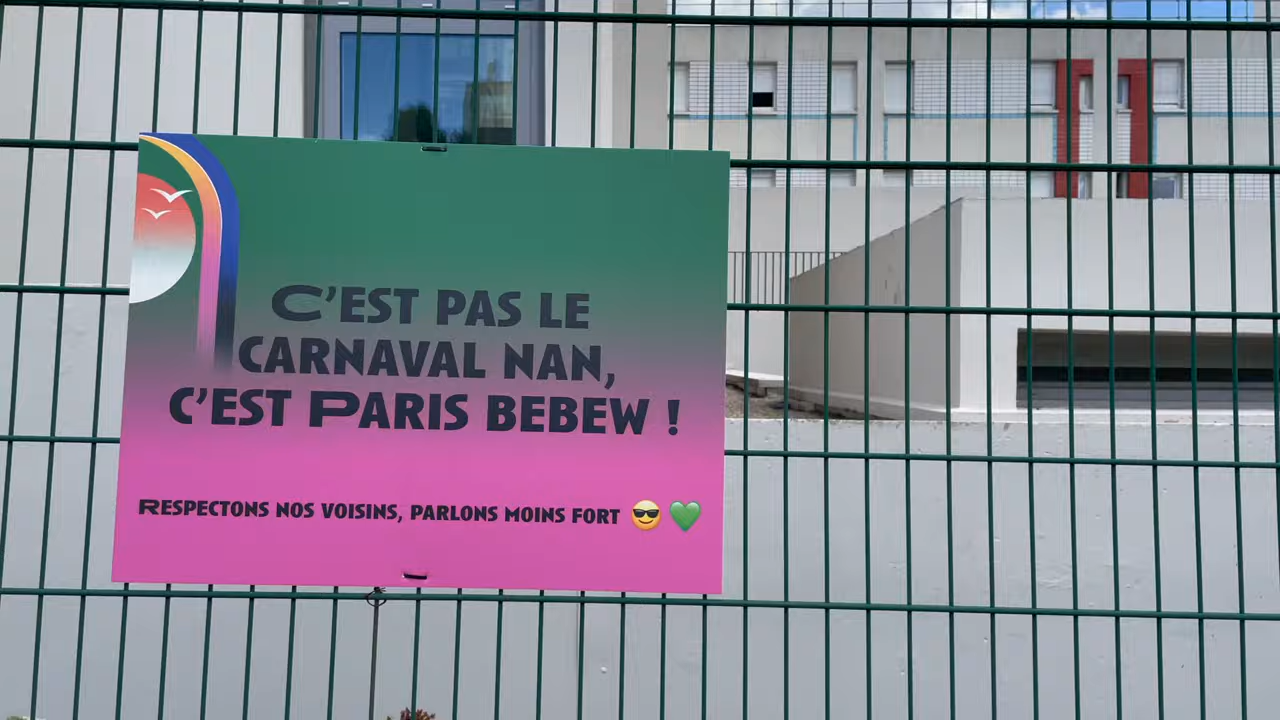 C'EST PAS LE
CARNAVAL NAN,
C'EST PARIS BEBEW !
RESPECTONS NOS VOISINS, PARLONS MOINS FORT 😎 💚